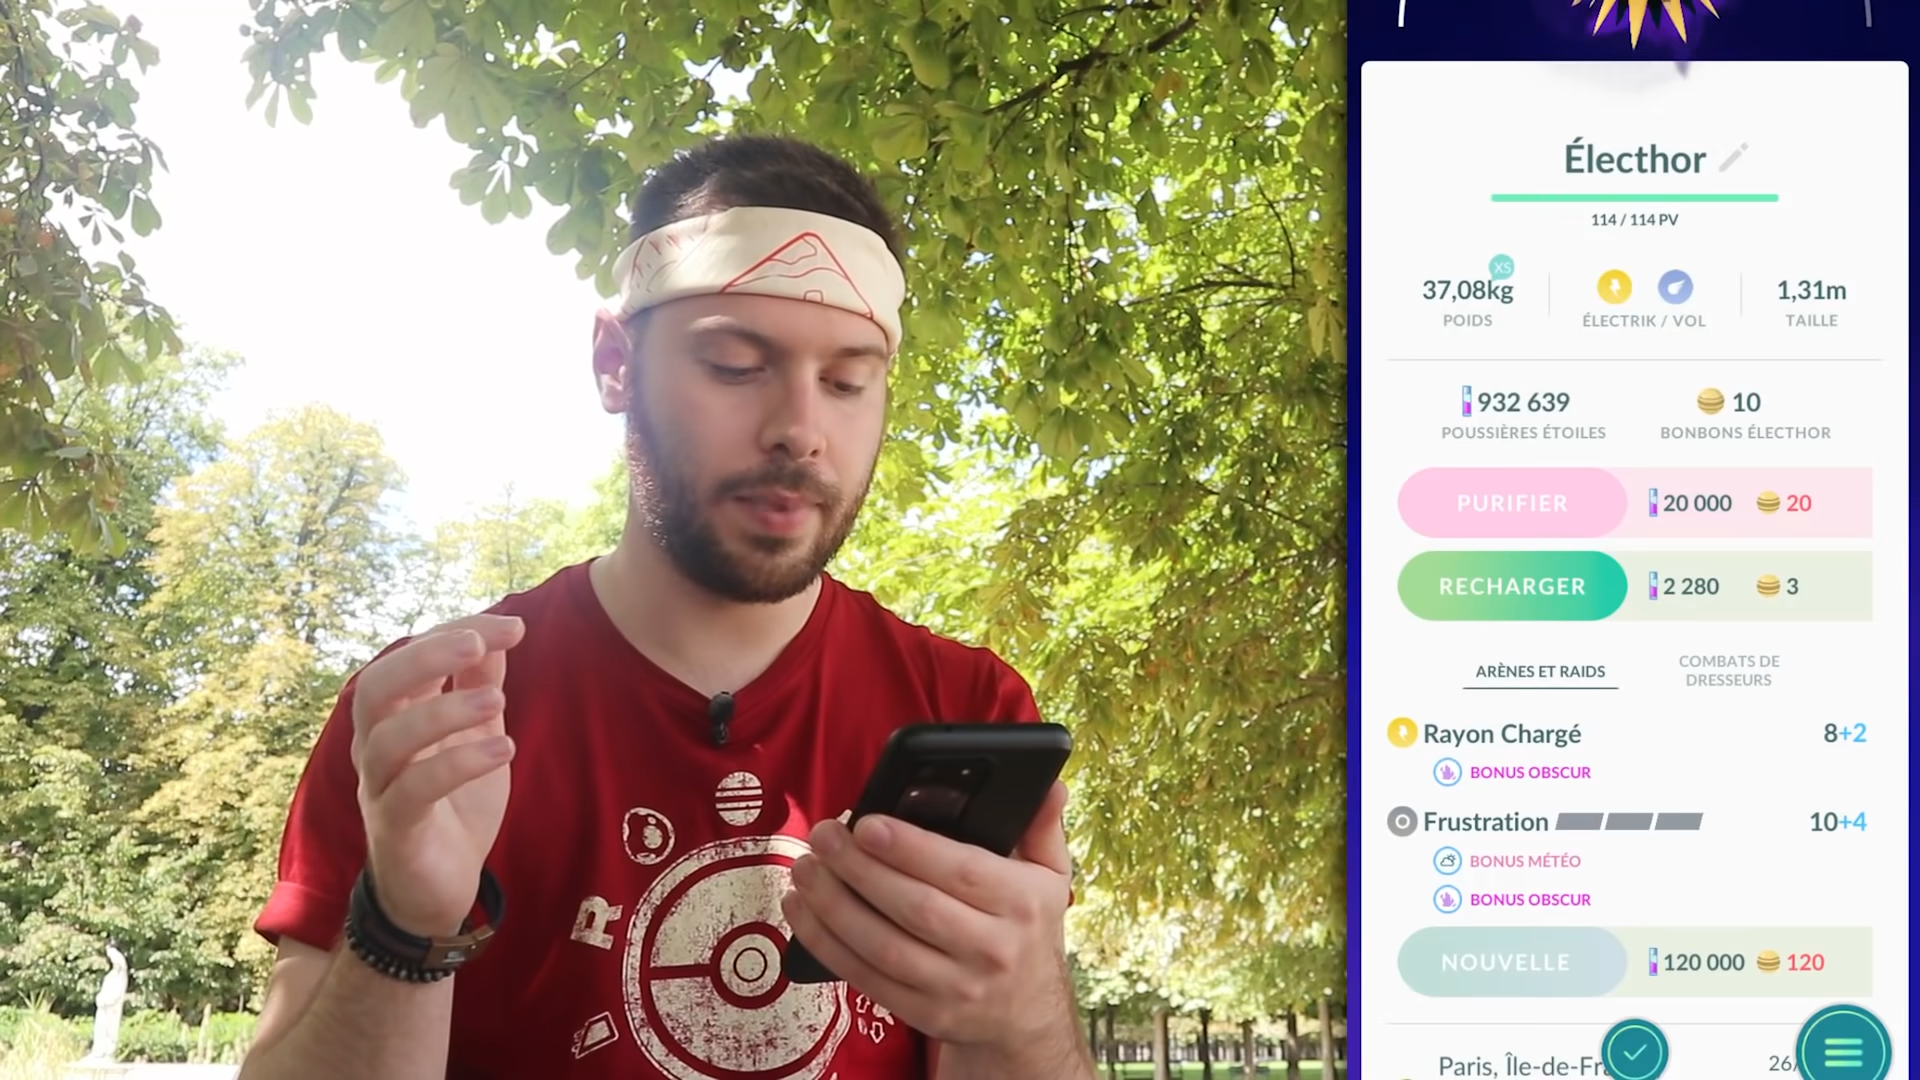 R
Électhor
114 / 114 PV
XS
37,08kg
POIDS
ÉLECTRIK / VOL
1,31m
TAILLE
932 639
POUSSIÈRES ÉTOILES
10
BONBONS ÉLECTHOR
PURIFIER
20 000
20
RECHARGER
2 280
3
ARÈNES ET RAIDS
COMBATS DE
DRESSEURS
Rayon Chargé
8+2
BONUS OBSCUR
Frustration
10+4
BONUS MÉTÉO
BONUS OBSCUR
NOUVELLE
120 000
120
Paris, Île-de-Fr
26/